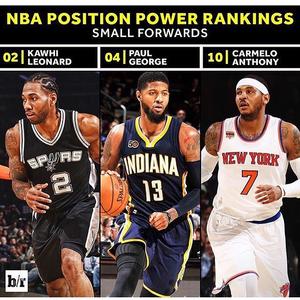 NBA POSITION POWER RANKINGS
SMALL FORWARDS
02 KAWHI LEONARD
04 PAUL GEORGE
10 CARMELO ANTHONY
SPURS
2
INDIANA
13
NEW YORK
7
b/r